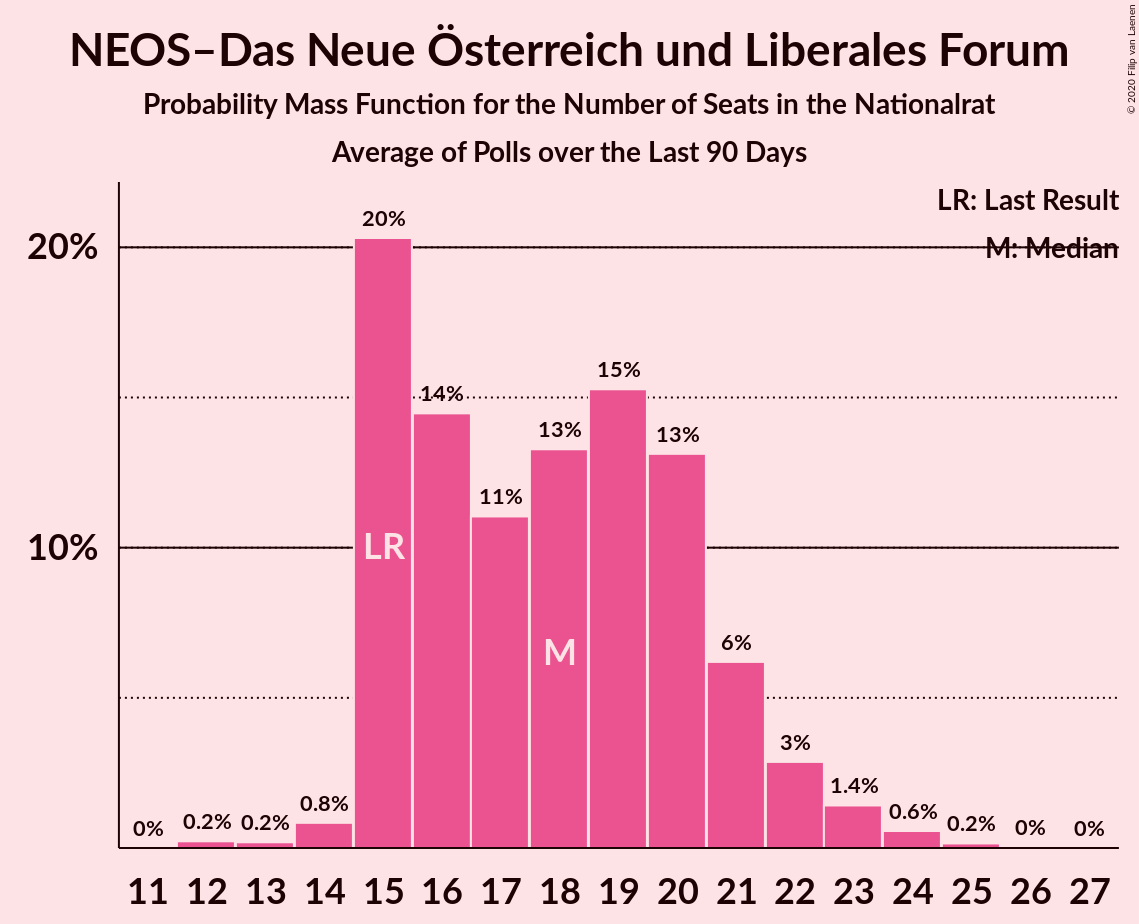 NEOS–Das Neue Österreich und Liberales Forum
Probability Mass Function for the Number of Seats in the Nationalrat
Average of Polls over the Last 90 Days
© 2020 Filip van Laenen
LR: Last Result
M: Median
20%
10%
0%
0.2%
0.2%
0.8%
20%
14%
11%
13%
15%
13%
6%
3%
1.4%
0.6%
0.2%
0%
0%
LR
M
11 12 13 14 15 16 17 18 19 20 21 22 23 24 25 26 27